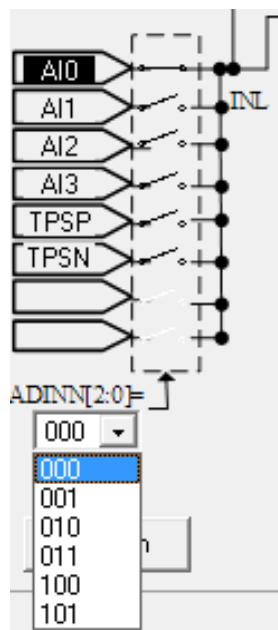 AI0
INL
AI1
AI2
AI3
TPSP
TPSN
ADINN[2:0]=
000
000
001
010
011
100
101